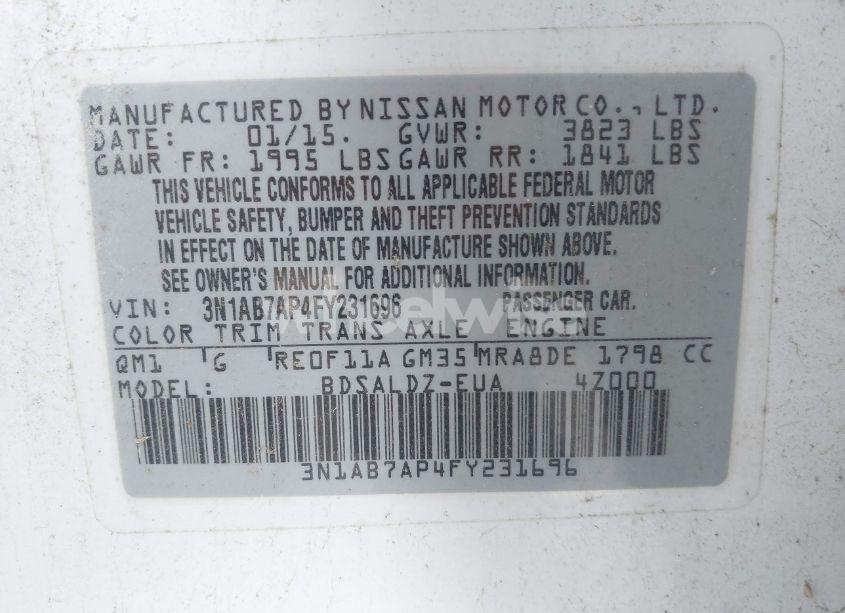 MANUFACTURED BY NISSAN MOTOR CO., LTD.
DATE: 01/15. GVWR: 3823 LBS
GAWR FR: 1995 LBS GAWR RR: 1841 LBS
THIS VEHICLE CONFORMS TO ALL APPLICABLE FEDERAL MOTOR
VEHICLE SAFETY, BUMPER AND THEFT PREVENTION STANDARDS
IN EFFECT ON THE DATE OF MANUFACTURE SHOWN ABOVE.
SEE OWNER'S MANUAL FOR ADDITIONAL INFORMATION.
VIN: 3N1AB7AP4FY231696 PASSENGER CAR.
COLOR TRIM TRANS AXLE ENGINE
QM1 G RE0F11A GM35 MRA8DE 1798 CC
MODEL: BDSALDZ-EUA 4Z000
3N1AB7AP4FY231696